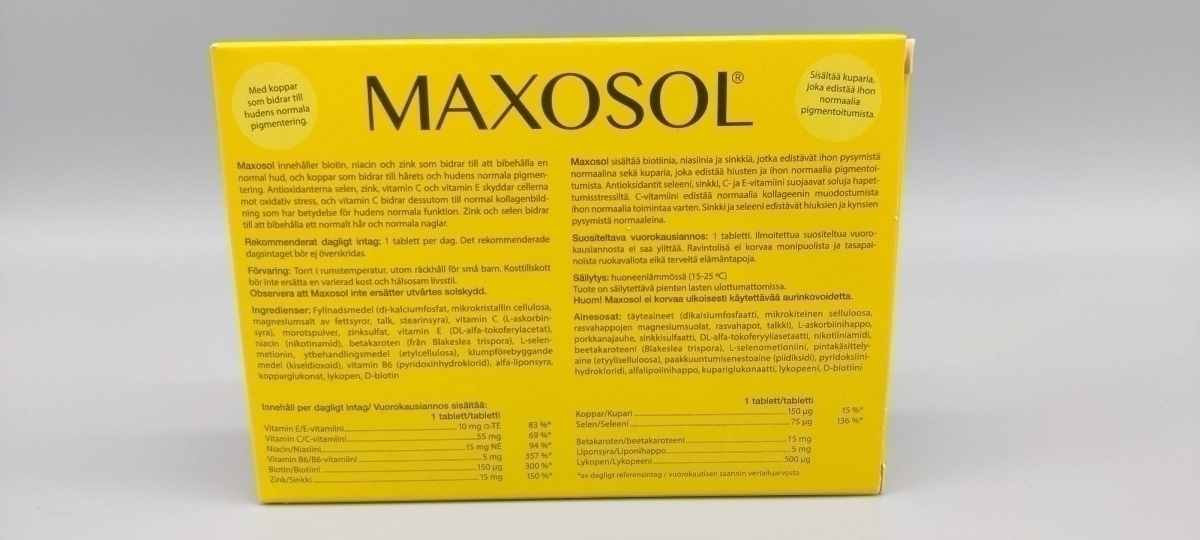 Med koppar
som bidrar till
hudens normala
pigmentering.
MAXOSOL®
Sisältää kuparia,
joka edistää ihon
normaalia
pigmentoitumista.
Maxosol innehåller biotin, niacin och zink som bidrar till att bibehålla en
normal hud, och koppar som bidrar till hårets och hudens normala pigmen-
tering. Antioxidanterna selen, zink, vitamin C och vitamin E skyddar cellerna
mot oxidativ stress, och vitamin C bidrar dessutom till normal kollagenbild-
ning som har betydelse för hudens normala funktion. Zink och selen bidrar
till att bibehålla ett normalt hår och normala naglar.
Rekommenderat dagligt intag: 1 tablett per dag. Det rekommenderade
dagsintaget bör ej överskridas.
Förvaring: Torrt i rumstemperatur, utom räckhåll för små barn. Kosttillskott
bör inte ersätta en varierad kost och hälsosam livsstil.
Observera att Maxosol inte ersätter utvärtes solskydd.
Ingredienser: Fyllnadsmedel (di-kalciumfosfat, mikrokristallin cellulosa,
magnesiumsalt av fettsyror, talk, stearinsyra), vitamin C (L-askorbin-
syra), morotspulver, zinksulfat, vitamin E (DL-alfa-tokoferylacetat),
niacin (nikotinamid), betakaroten (från Blakeslea trispora), L-selen-
metionin, ytbehandlingsmedel (etylcellulosa), klumpförebyggande
medel (kiseldioxid), vitamin B6 (pyridoxinhydroklorid), alfa-liponsyra,
kopparglukonat, lykopen, D-biotin
Maxosol sisältää biotiinia, niasiinia ja sinkkiä, jotka edistävät ihon pysymistä
normaalina sekä kuparia, joka edistää hiusten ja ihon normaalia pigmentoi-
tumista. Antioksidantit seleeni, sinkki, C- ja E-vitamiini suojaavat soluja hapet-
tumisstressiltä. C-vitamiini edistää normaalia kollageenin muodostumista
ihon normaalia toimintaa varten. Sinkki ja seleeni edistävät hiuksien ja kynsien
pysymistä normaaleina.
Suositeltava vuorokausiannos: 1 tabletti. Ilmoitettua suositeltua vuoro-
kausiannosta ei saa ylittää. Ravintolisä ei korvaa monipuolista ja tasapai-
noista ruokavaliota eikä terveitä elämäntapoja.
Säilytys: huoneenlämmössä (15-25 ºC)
Tuote on säilytettävä pienten lasten ulottumattomissa.
Huom! Maxosol ei korvaa ulkoisesti käytettävää aurinkovoidetta.
Ainesosat: täyteaineet (dikalsiumfosfaatti, mikrokiteinen selluloosa,
rasvahappojen magnesiumsuolat, rasvahapot, talkki), L-askorbiinihappo,
porkkanajauhe, sinkkisulfaatti, DL-alfa-tokoferyyliasetaatti, nikotiiniamidi,
beetakaroteeni (Blakeslea trispora), L-selenometioniini, pintakäsittely-
aine (etyyliselluloosa), paakkuuntumisenestoaine (piidiksidi), pyridoksiini-
hydrokloridi, alfalipoiinihappo, kupariglukonaatti, lykopeeni, D-biotiini
Innehåll per dagligt intag/ Vuorokausiannos sisältää:
1 tablett/tabletti
Vitamin E/E-vitamiini 10 mg α-TE 83 %*
Vitamin C/C-vitamiini 55 mg 69 %*
Niacin/Niasiini 15 mg NE 94 %*
Vitamin B6/B6-vitamiini 5 mg 357 %*
Biotin/Biotiini 150 µg 300 %*
Zink/Sinkki 15 mg 150 %*
1 tablett/tabletti
Koppar/Kupari 150 µg 15 %*
Selen/Seleeni 75 µg 136 %*
Betakaroten/beetakaroteeni 15 mg
Liponsyra/Liponihappo 5 mg
Lykopen/Lykopeeni 500 µg
*av dagligt referensintag / vuorokautisen saannin vertailuarvosta